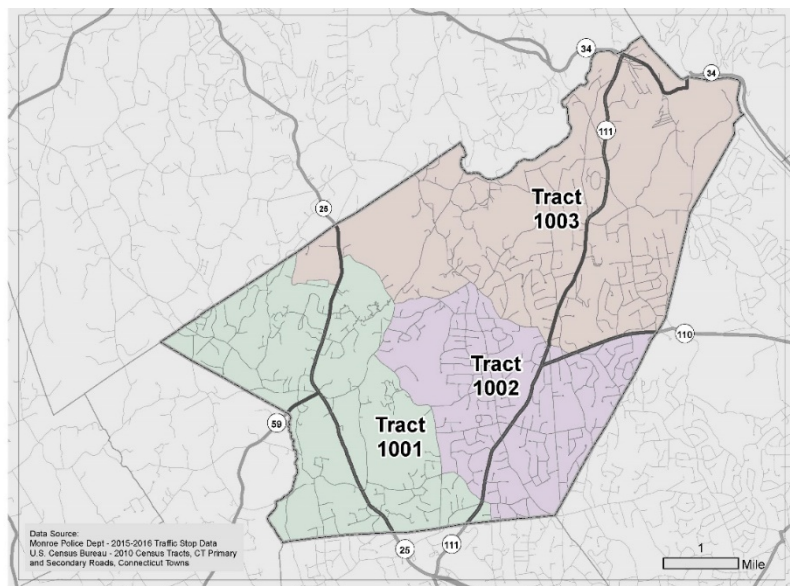 34
34
111
Tract
1003
25
110
Tract
1002
59
Tract
1001
Data Source:
Monroe Police Dept - 2015-2016 Traffic Stop Data
U.S. Census Bureau - 2010 Census Tracts, CT Primary
and Secondary Roads, Connecticut Towns
25
111
1
Mile